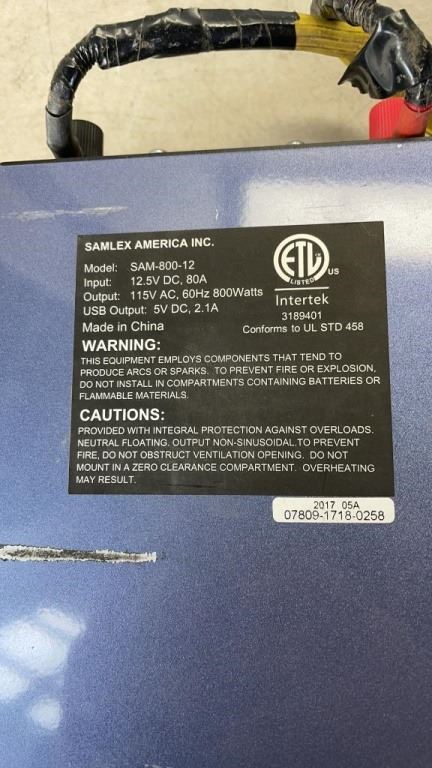 SAMLEX AMERICA INC.
Model: SAM-800-12
Input: 12.5V DC, 80A
Output: 115V AC, 60Hz 800Watts
USB Output: 5V DC, 2.1A
Made in China
ETL
LISTED
US
Intertek
3189401
Conforms to UL STD 458
WARNING:
THIS EQUIPMENT EMPLOYS COMPONENTS THAT TEND TO
PRODUCE ARCS OR SPARKS. TO PREVENT FIRE OR EXPLOSION,
DO NOT INSTALL IN COMPARTMENTS CONTAINING BATTERIES OR
FLAMMABLE MATERIALS.
CAUTIONS:
PROVIDED WITH INTEGRAL PROTECTION AGAINST OVERLOADS.
NEUTRAL FLOATING. OUTPUT NON-SINUSOIDAL.TO PREVENT
FIRE, DO NOT OBSTRUCT VENTILATION OPENING. DO NOT
MOUNT IN A ZERO CLEARANCE COMPARTMENT. OVERHEATING
MAY RESULT.
2017 05A
07809-1718-0258